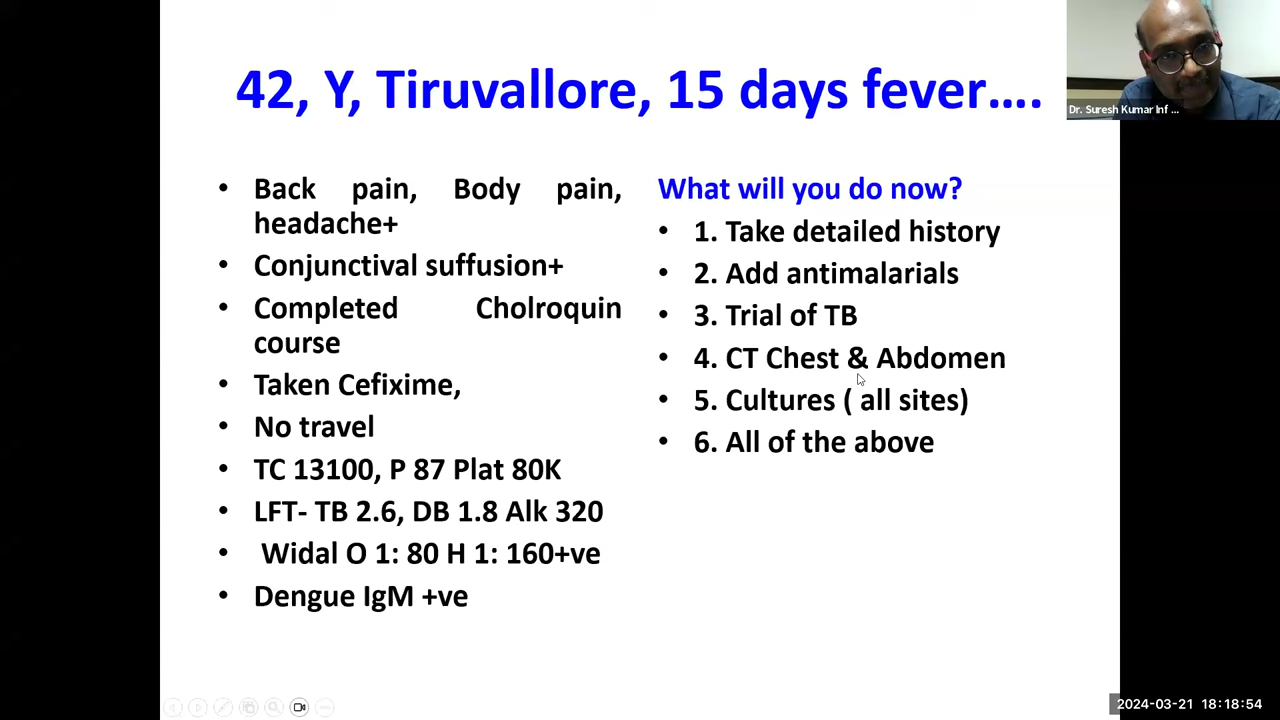 42, Y, Tiruvallore, 15 days fever....
Dr. Suresh Kumar Inf ...
• Back pain, Body pain,
headache+
• Conjunctival suffusion+
• Completed Cholroquin
course
• Taken Cefixime,
• No travel
• TC 13100, P 87 Plat 80K
• LFT- TB 2.6, DB 1.8 Alk 320
• Widal O 1: 80 H 1: 160+ve
• Dengue IgM +ve
What will you do now?
• 1. Take detailed history
• 2. Add antimalarials
• 3. Trial of TB
• 4. CT Chest & Abdomen
• 5. Cultures ( all sites)
• 6. All of the above
2024-03-21 18:18:54